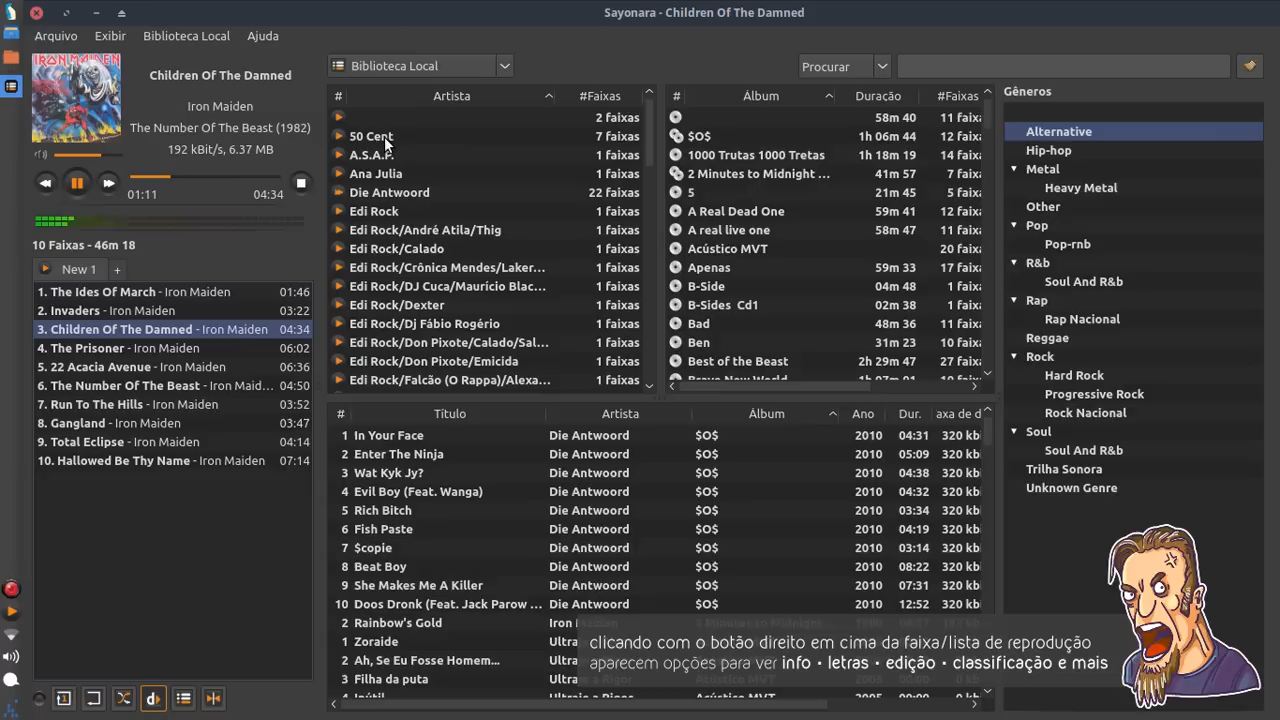 Sayonara - Children Of The Damned
Arquivo Exibir Biblioteca Local Ajuda
IRON MAIDEN
Children Of The Damned
Iron Maiden
The Number Of The Beast (1982)
192 kBit/s, 6.37 MB
01:11 04:34
10 Faixas - 46m 18
New 1 +
1. The Ides Of March - Iron Maiden 01:46
2. Invaders - Iron Maiden 03:22
3. Children Of The Damned - Iron Maiden 04:34
4. The Prisoner - Iron Maiden 06:02
5. 22 Acacia Avenue - Iron Maiden 06:36
6. The Number Of The Beast - Iron Maid... 04:50
7. Run To The Hills - Iron Maiden 03:52
8. Gangland - Iron Maiden 03:47
9. Total Eclipse - Iron Maiden 04:14
10. Hallowed Be Thy Name - Iron Maiden 07:14
Biblioteca Local
Procurar
# Artista #Faixas
2 faixas
50 Cent 7 faixas
A.S.A.P. 1 faixas
Ana Julia 1 faixas
Die Antwoord 22 faixas
Edi Rock 1 faixas
Edi Rock/André Atila/Thig 1 faixas
Edi Rock/Calado 1 faixas
Edi Rock/Crônica Mendes/Laker... 1 faixas
Edi Rock/DJ Cuca/Maurício Blac... 1 faixas
Edi Rock/Dexter 1 faixas
Edi Rock/Dj Fábio Rogério 1 faixas
Edi Rock/Don Pixote/Calado/Sal... 1 faixas
Edi Rock/Don Pixote/Emicida 1 faixas
Edi Rock/Falcão (O Rappa)/Alexa... 1 faixas
# Álbum Duração #Faixas
58m 40 11 faixa
$O$ 1h 06m 44 12 faixa
1000 Trutas 1000 Tretas 1h 18m 19 14 faixa
2 Minutes to Midnight ... 41m 57 7 faixa
5 21m 45 5 faixa
A Real Dead One 59m 41 12 faixa
A real live one 58m 47 11 faixa
Acústico MVT 20 faixa
Apenas 59m 33 17 faixa
B-Side 04m 48 1 faixa
B-Sides Cd1 02m 38 1 faixa
Bad 48m 36 11 faixa
Ben 31m 23 10 faixa
Best of the Beast 2h 29m 47 27 faixa
Brave New World 1h 07m 01 10 faixa
Gêneros
Alternative
Hip-hop
Metal
Heavy Metal
Other
Pop
Pop-rnb
R&b
Soul And R&b
Rap
Rap Nacional
Reggae
Rock
Hard Rock
Progressive Rock
Rock Nacional
Soul
Soul And R&b
Trilha Sonora
Unknown Genre
# Título Artista Álbum Ano Dur. axa de d
1 In Your Face Die Antwoord $O$ 2010 04:31 320 kb
2 Enter The Ninja Die Antwoord $O$ 2010 05:09 320 kb
3 Wat Kyk Jy? Die Antwoord $O$ 2010 04:38 320 kb
4 Evil Boy (Feat. Wanga) Die Antwoord $O$ 2010 04:32 320 kb
5 Rich Bitch Die Antwoord $O$ 2010 03:34 320 kb
6 Fish Paste Die Antwoord $O$ 2010 04:19 320 kb
7 $copie Die Antwoord $O$ 2010 03:14 320 kb
8 Beat Boy Die Antwoord $O$ 2010 08:22 320 kb
9 She Makes Me A Killer Die Antwoord $O$ 2010 07:31 320 kb
10 Doos Dronk (Feat. Jack Parow ... Die Antwoord $O$ 2010 12:52 320 kb
2 Rainbow's Gold Iron
1 Zoraide Ultra
2 Ah, Se Eu Fosse Homem... Ultra
3 Filha da puta Ultra
4 Inútil
clicando com o botão direito em cima da faixa/lista de reprodução
aparecem opções para ver info • letras • edição • classificação e mais